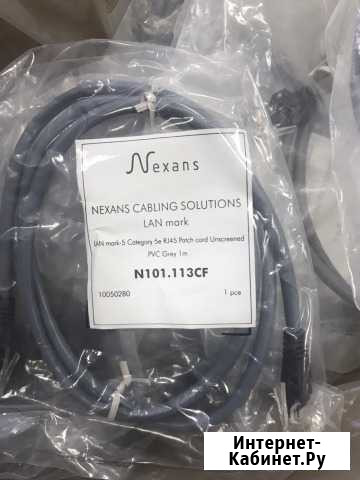 Nexans
NEXANS CABLING SOLUTIONS
LAN mark
LAN mark-5 Category 5e RJ45 Patch cord Unscreened
PVC Grey 1m
N101.113CF
10050280
1 pce
Интернет-
Кабинет.Ру